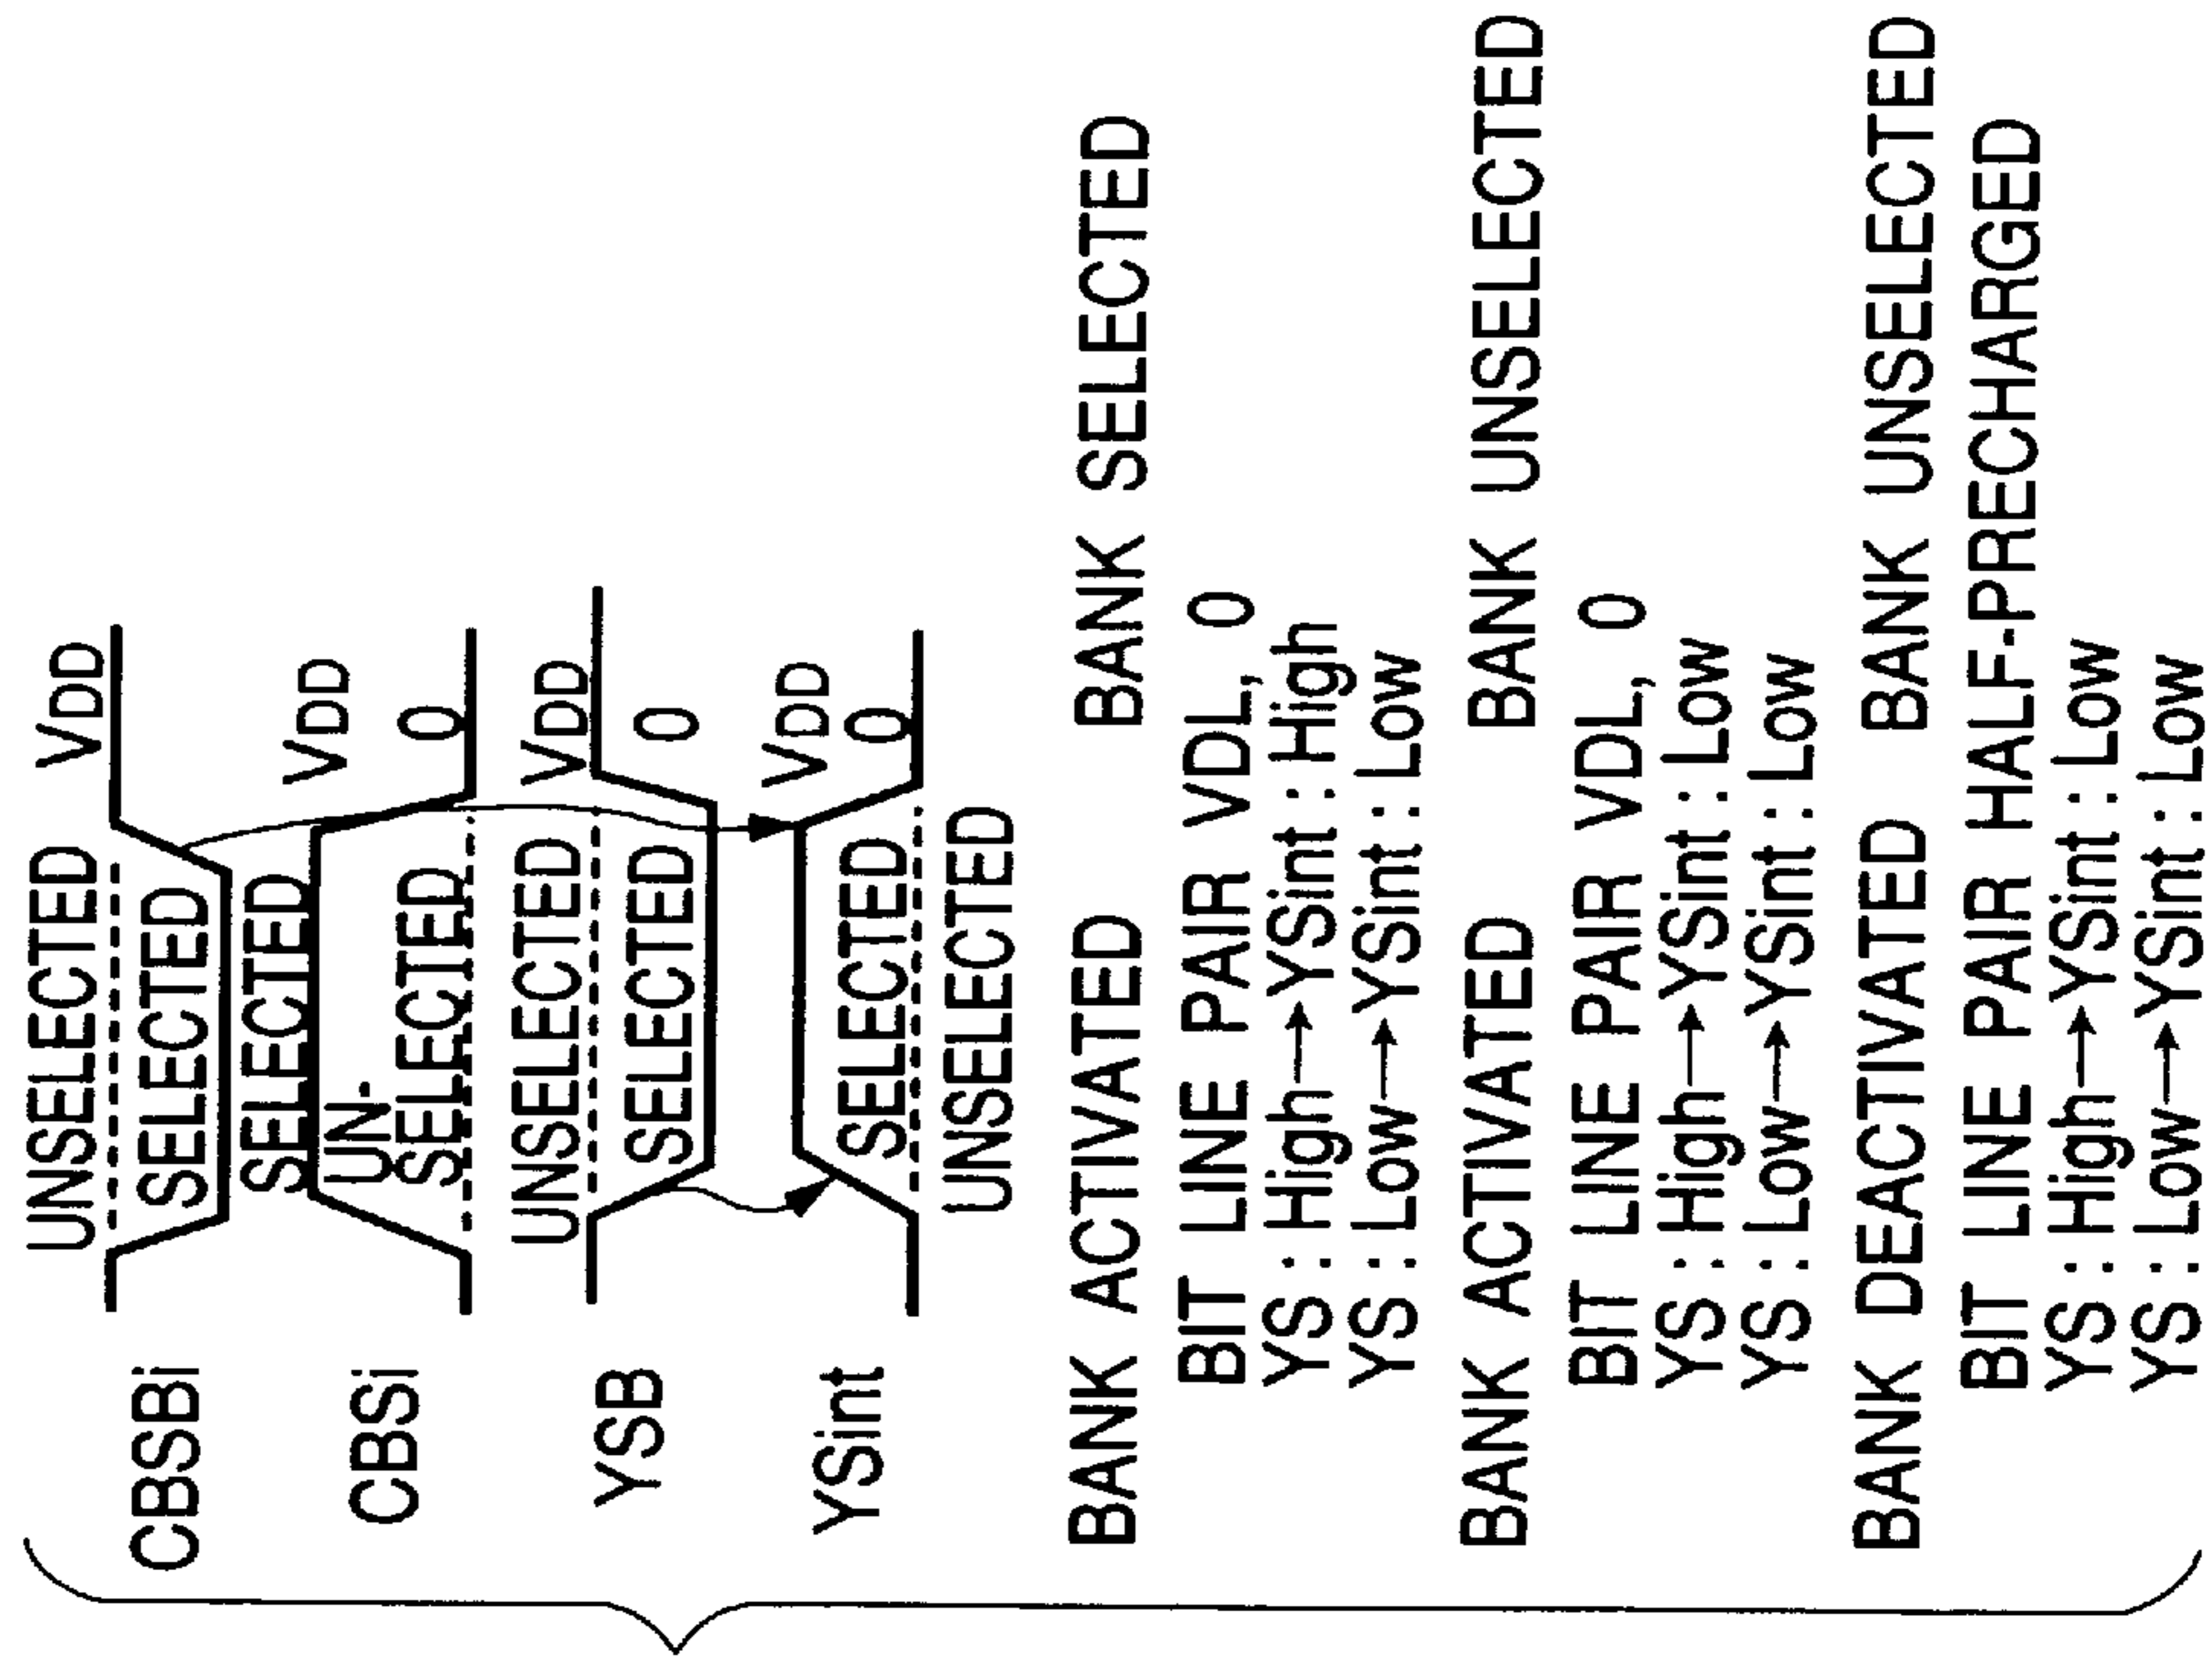 CBSBi
UNSELECTED
SELECTED
VDD
CBSi
SELECTED
UN-
SELECTED
VDD
0
YSB
UNSELECTED
SELECTED
VDD
0
YSint
SELECTED
UNSELECTED
VDD
0
BANK ACTIVATED BANK SELECTED
BIT LINE PAIR VDL, 0
YS : High→YSint : High
YS : Low→YSint : Low
BANK ACTIVATED BANK UNSELECTED
BIT LINE PAIR VDL, 0
YS : High→YSint : Low
YS : Low→YSint : Low
BANK DEACTIVATED BANK UNSELECTED
BIT LINE PAIR HALF-PRECHARGED
YS : High→YSint : Low
YS : Low→YSint : Low